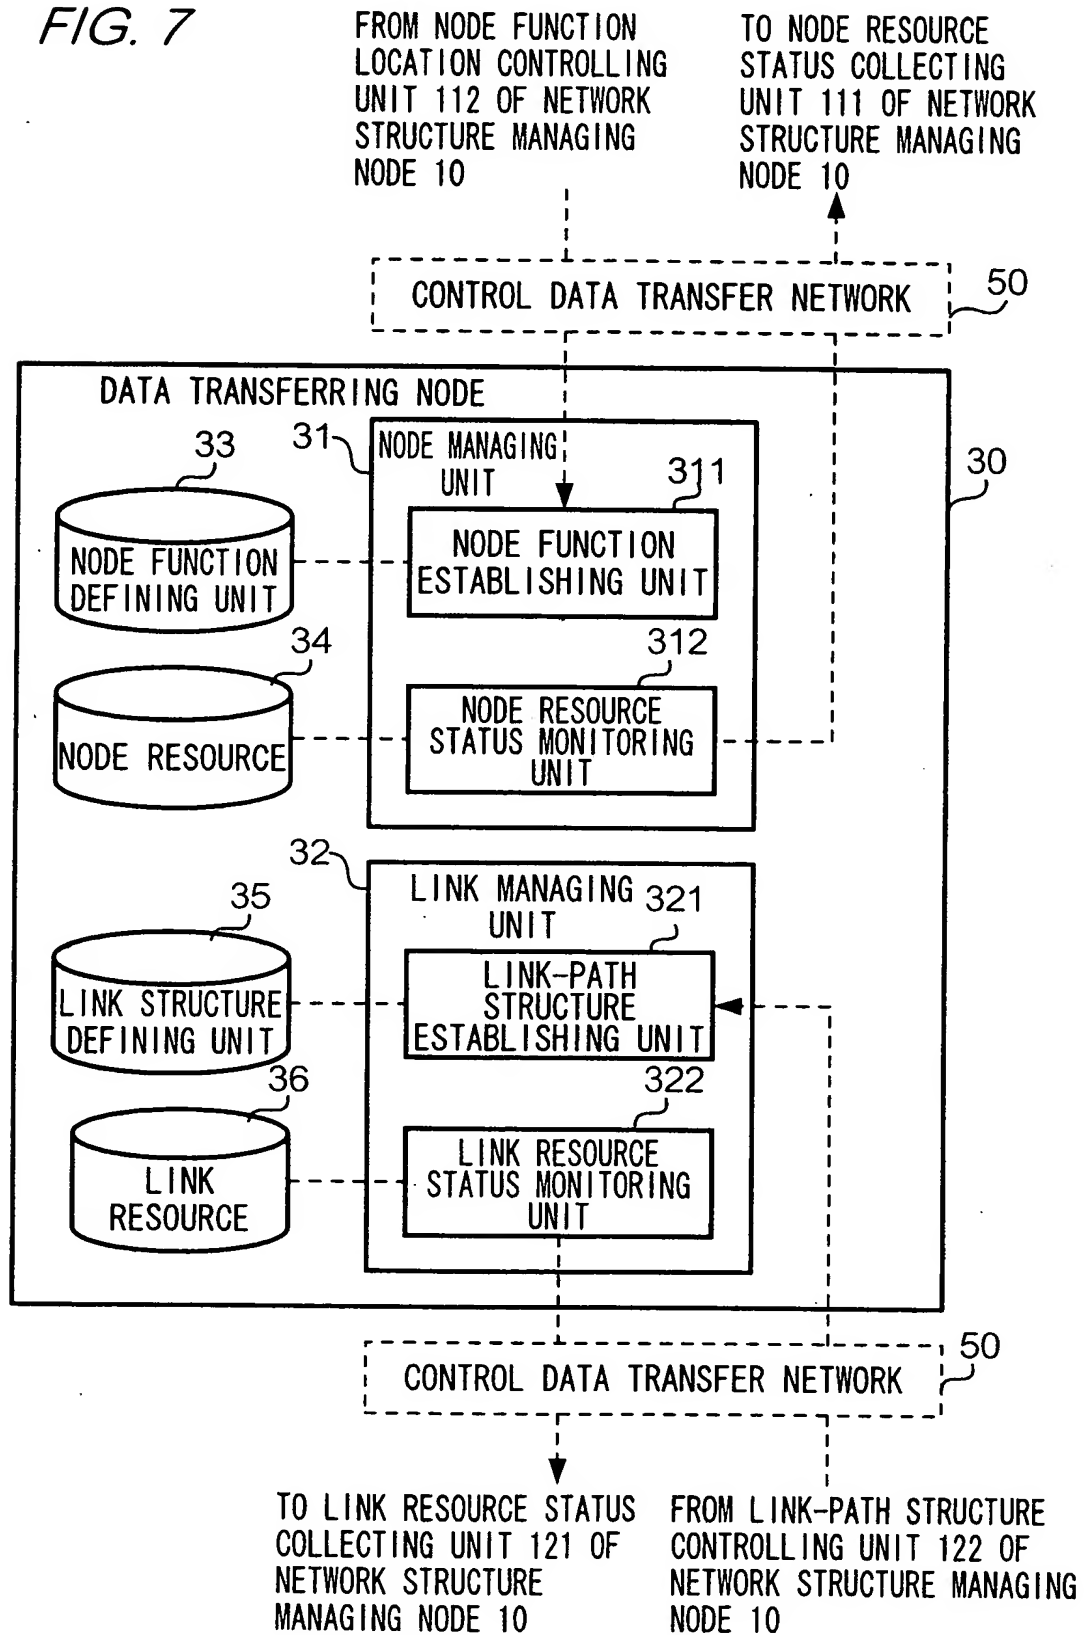 FIG. 7
FROM NODE FUNCTION
LOCATION CONTROLLING
UNIT 112 OF NETWORK
STRUCTURE MANAGING
NODE 10
TO NODE RESOURCE
STATUS COLLECTING
UNIT 111 OF NETWORK
STRUCTURE MANAGING
NODE 10
CONTROL DATA TRANSFER NETWORK
50
DATA TRANSFERRING NODE
30
31
NODE MANAGING
UNIT
33
NODE FUNCTION
DEFINING UNIT
311
NODE FUNCTION
ESTABLISHING UNIT
34
NODE RESOURCE
312
NODE RESOURCE
STATUS MONITORING
UNIT
32
LINK MANAGING
UNIT
35
LINK STRUCTURE
DEFINING UNIT
321
LINK-PATH
STRUCTURE
ESTABLISHING UNIT
36
LINK
RESOURCE
322
LINK RESOURCE
STATUS MONITORING
UNIT
CONTROL DATA TRANSFER NETWORK
50
TO LINK RESOURCE STATUS
COLLECTING UNIT 121 OF
NETWORK STRUCTURE
MANAGING NODE 10
FROM LINK-PATH STRUCTURE
CONTROLLING UNIT 122 OF
NETWORK STRUCTURE MANAGING
NODE 10